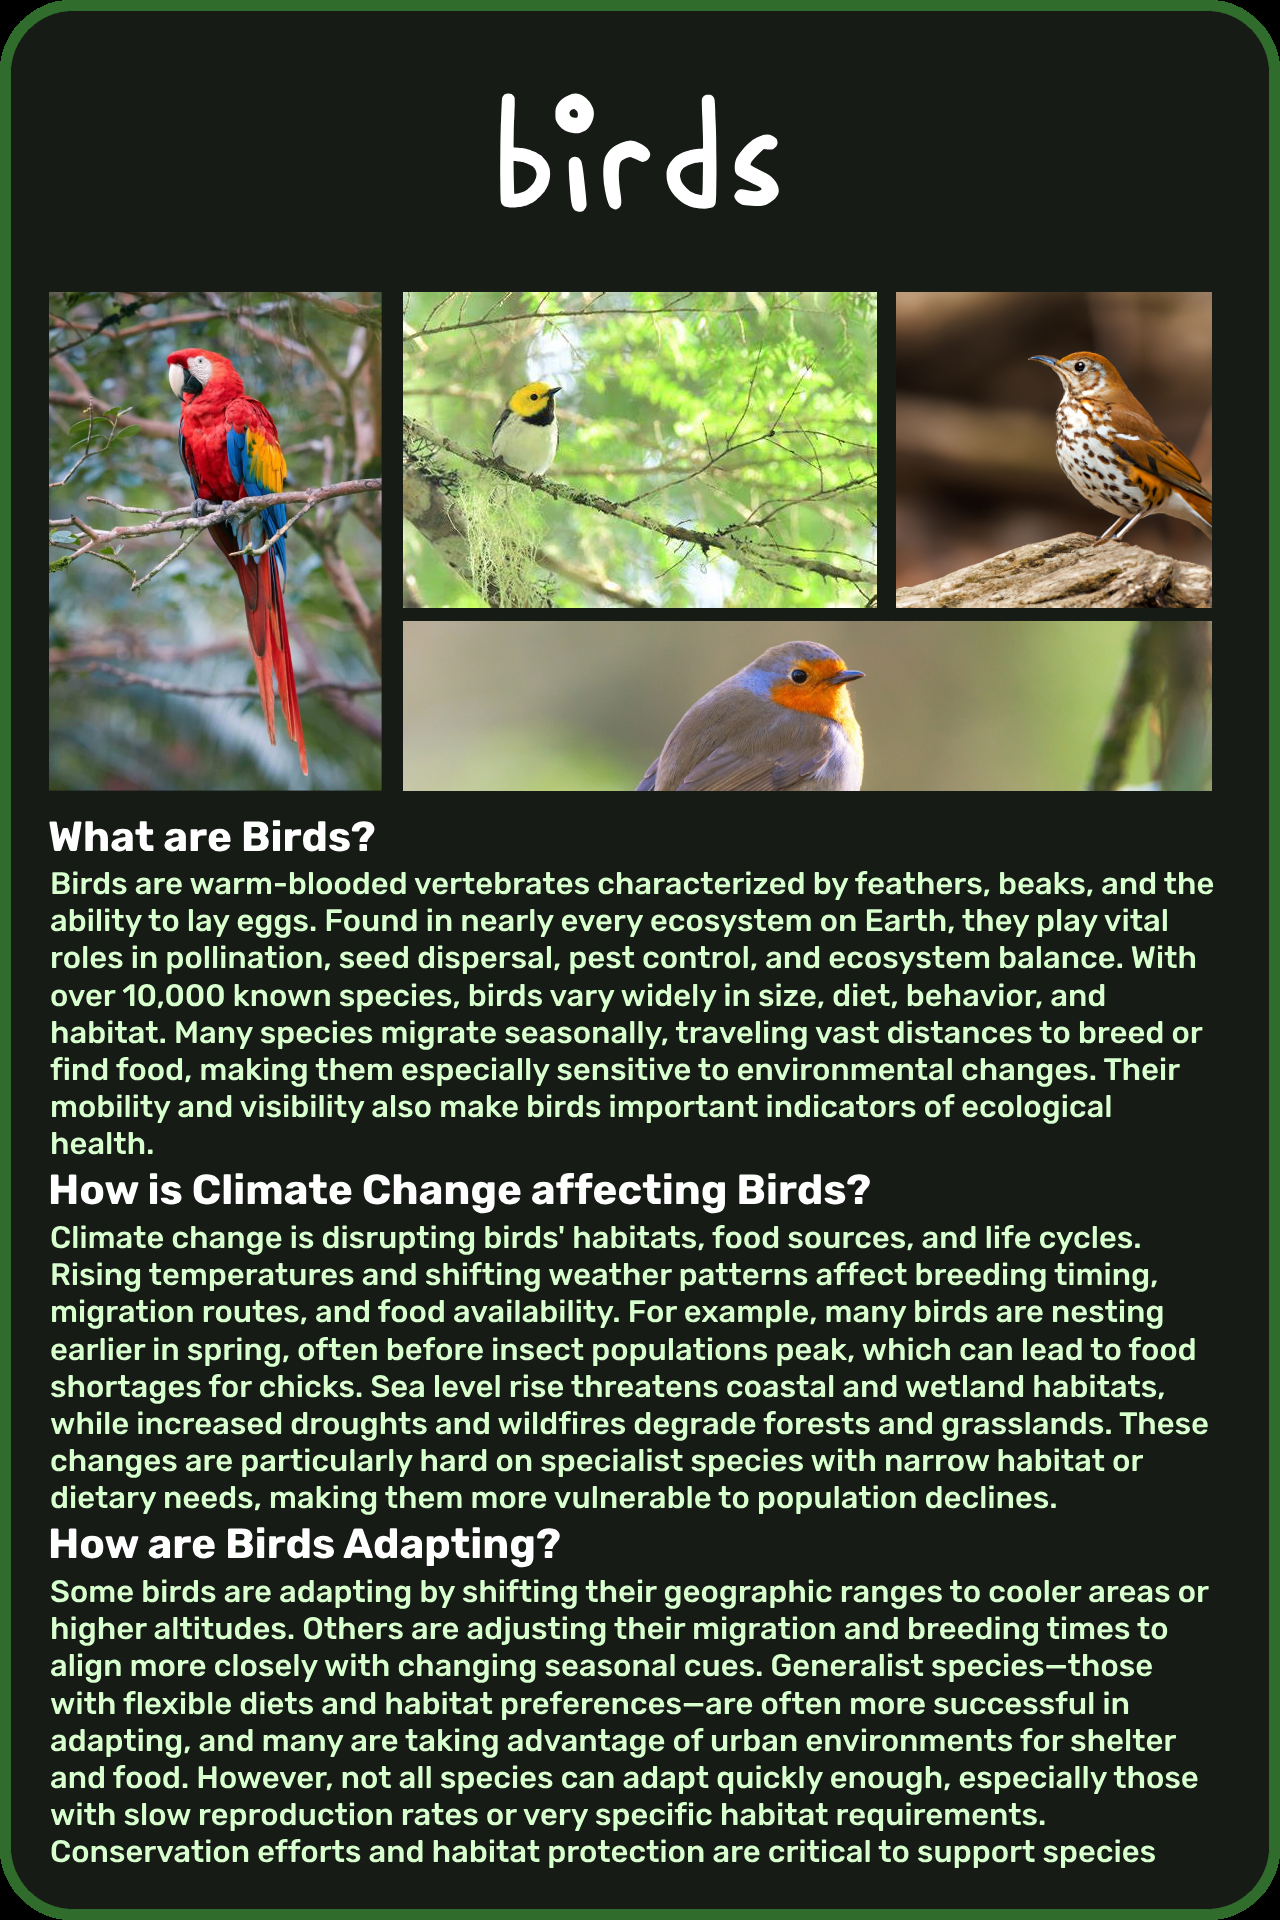 birds
What are Birds?
Birds are warm-blooded vertebrates characterized by feathers, beaks, and the
ability to lay eggs. Found in nearly every ecosystem on Earth, they play vital
roles in pollination, seed dispersal, pest control, and ecosystem balance. With
over 10,000 known species, birds vary widely in size, diet, behavior, and
habitat. Many species migrate seasonally, traveling vast distances to breed or
find food, making them especially sensitive to environmental changes. Their
mobility and visibility also make birds important indicators of ecological
health.
How is Climate Change affecting Birds?
Climate change is disrupting birds' habitats, food sources, and life cycles.
Rising temperatures and shifting weather patterns affect breeding timing,
migration routes, and food availability. For example, many birds are nesting
earlier in spring, often before insect populations peak, which can lead to food
shortages for chicks. Sea level rise threatens coastal and wetland habitats,
while increased droughts and wildfires degrade forests and grasslands. These
changes are particularly hard on specialist species with narrow habitat or
dietary needs, making them more vulnerable to population declines.
How are Birds Adapting?
Some birds are adapting by shifting their geographic ranges to cooler areas or
higher altitudes. Others are adjusting their migration and breeding times to
align more closely with changing seasonal cues. Generalist species—those
with flexible diets and habitat preferences—are often more successful in
adapting, and many are taking advantage of urban environments for shelter
and food. However, not all species can adapt quickly enough, especially those
with slow reproduction rates or very specific habitat requirements.
Conservation efforts and habitat protection are critical to support species